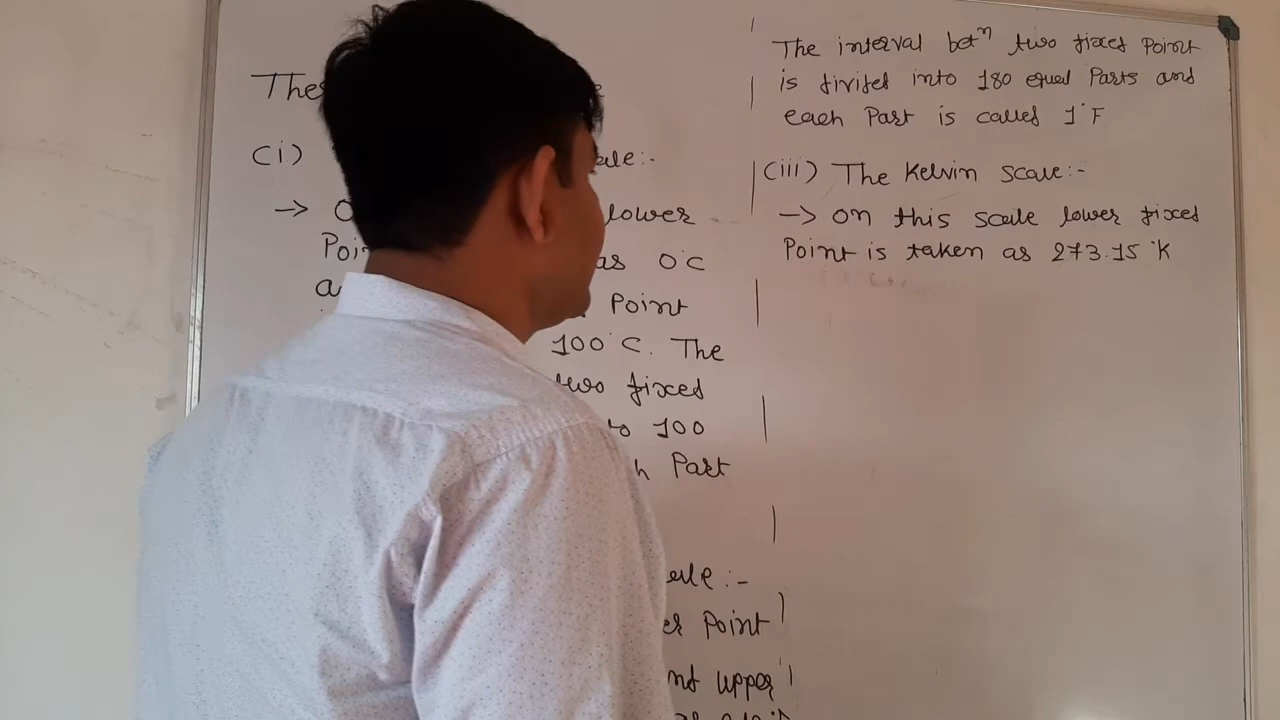 The
(i) ale:-
→ O lower
Poi as 0°C
a Point
100°C. The
two fixed
to 100
h Part
ale :-
er Point
nd upper
The interval betⁿ two fixed Point
is divided into 180 equal Parts and
each Part is called 1°F
(iii) The Kelvin Scale:-
→ on this scale lower fixed
Point is taken as 273.15 °K